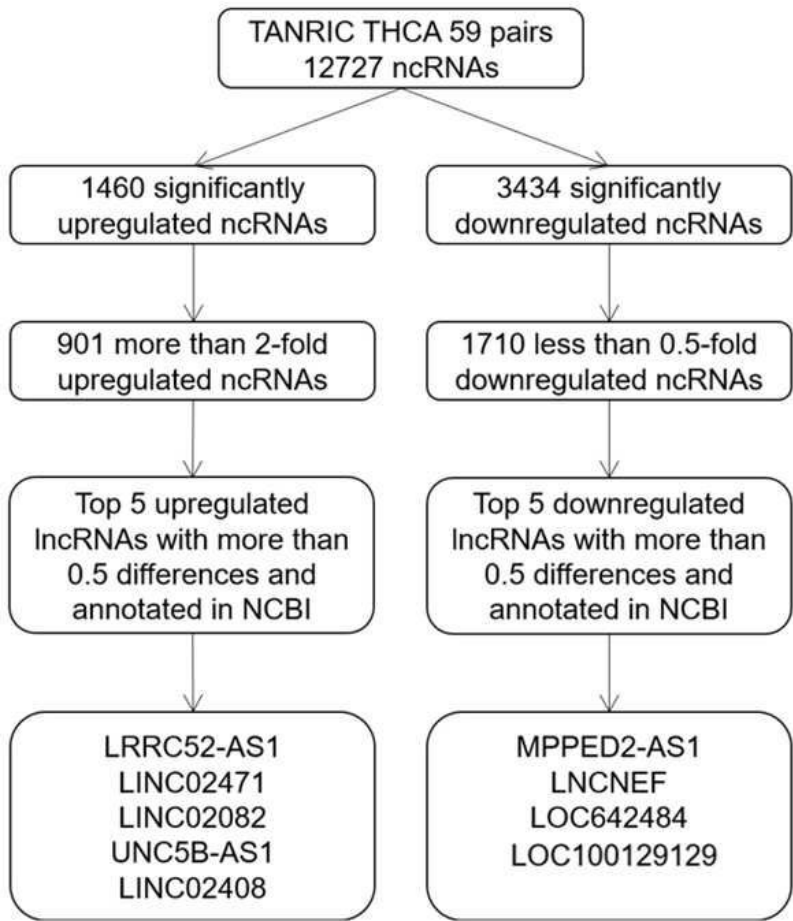 TANRIC THCA 59 pairs
12727 ncRNAs
1460 significantly
upregulated ncRNAs
3434 significantly
downregulated ncRNAs
901 more than 2-fold
upregulated ncRNAs
1710 less than 0.5-fold
downregulated ncRNAs
Top 5 upregulated
lncRNAs with more than
0.5 differences and
annotated in NCBI
Top 5 downregulated
lncRNAs with more than
0.5 differences and
annotated in NCBI
LRRC52-AS1
LINC02471
LINC02082
UNC5B-AS1
LINC02408
MPPED2-AS1
LNCNEF
LOC642484
LOC100129129